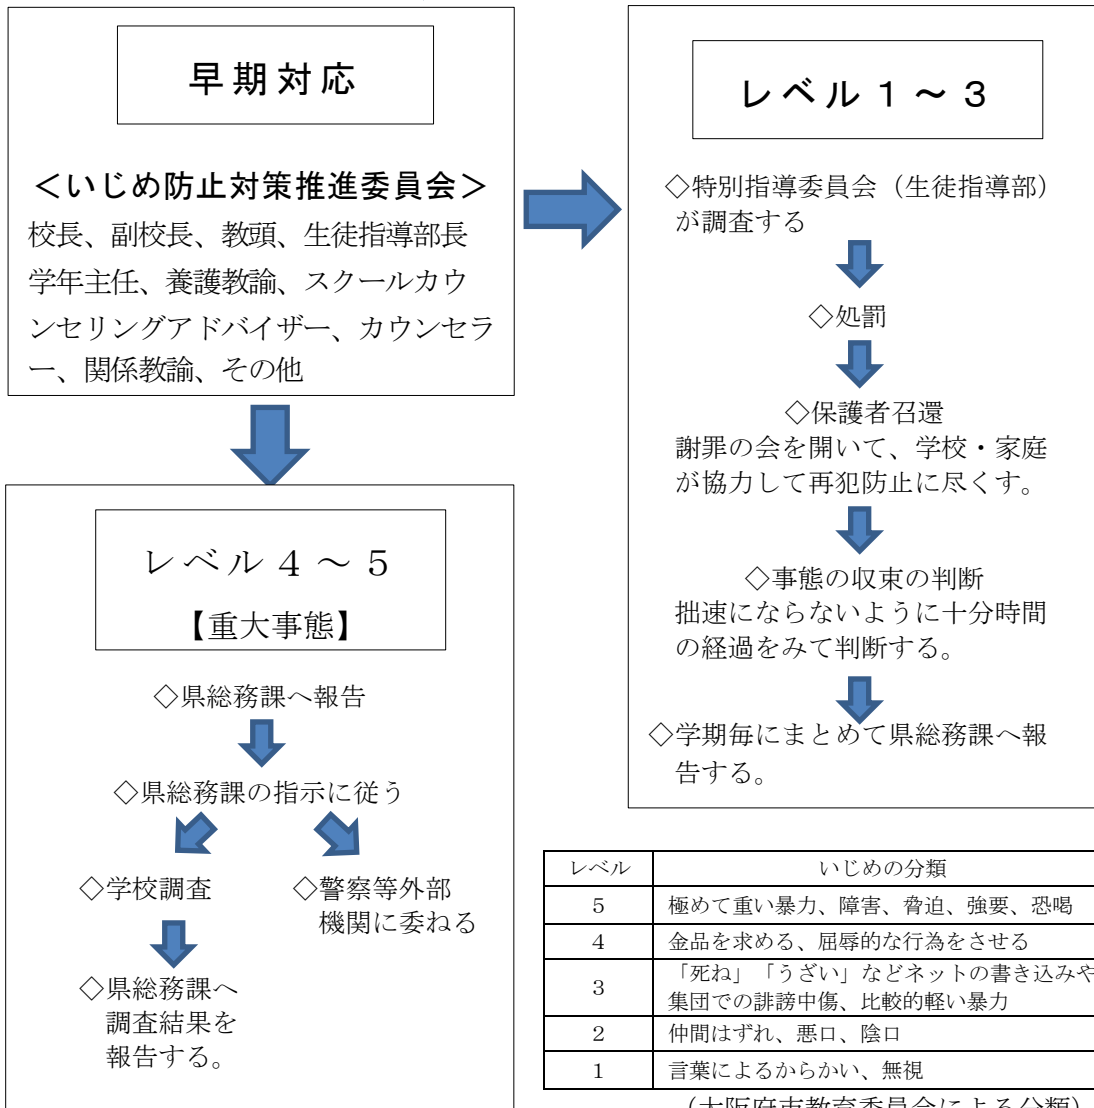 早期対応
＜いじめ防止対策推進委員会＞
校長、副校長、教頭、生徒指導部長
学年主任、養護教諭、スクールカウ
ンセリングアドバイザー、カウンセラ
ー、関係教諭、その他
レベル１～３
◇特別指導委員会（生徒指導部）
が調査する
◇処罰
◇保護者召還
謝罪の会を開いて、学校・家庭
が協力して再犯防止に尽くす。
◇事態の収束の判断
拙速にならないように十分時間
の経過をみて判断する。
◇学期毎にまとめて県総務課へ報
告する。
レベル４～５
【重大事態】
◇県総務課へ報告
◇県総務課の指示に従う
◇学校調査
◇県総務課へ
調査結果を
報告する。
◇警察等外部
機関に委ねる
レベル いじめの分類
5 極めて重い暴力、障害、脅迫、強要、恐喝
4 金品を求める、屈辱的な行為をさせる
3 「死ね」「うざい」などネットの書き込みや
集団での誹謗中傷、比較的軽い暴力
2 仲間はずれ、悪口、陰口
1 言葉によるからかい、無視
（大阪府市教育委員会による分類）